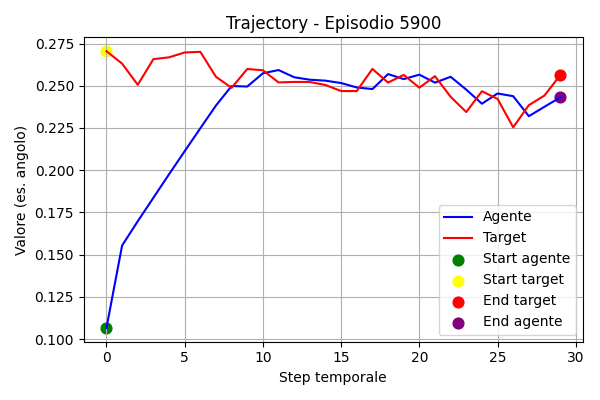 Trajectory - Episodio 5900
Valore (es. angolo)
0.275
0.250
0.225
0.200
0.175
0.150
0.125
0.100
0
5
10
15
20
25
30
Step temporale
Agente
Target
Start agente
Start target
End target
End agente